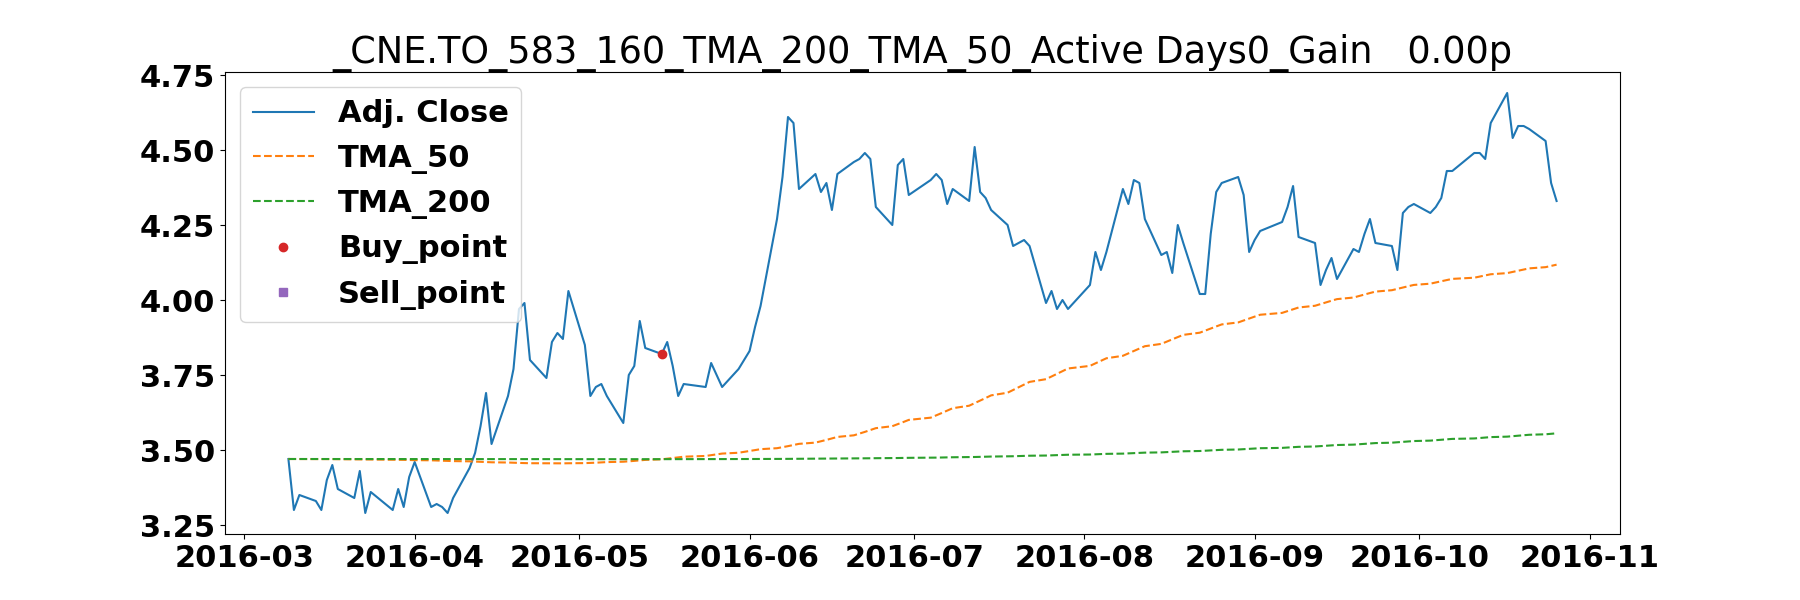 _CNE.TO_583_160_TMA_200_TMA_50_Active Days0_Gain   0.00p
4.75
4.50
4.25
4.00
3.75
3.50
3.25
Adj. Close
TMA_50
TMA_200
Buy_point
Sell_point
2016-03 2016-04 2016-05 2016-06 2016-07 2016-08 2016-09 2016-10 2016-11